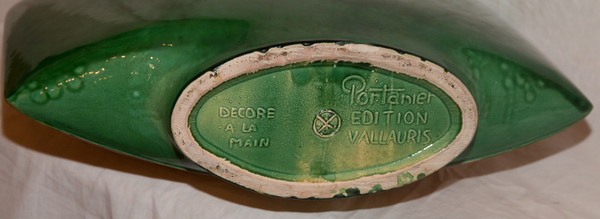 DECORE
A LA
MAIN
Portanier
EDITION
VALLAURIS